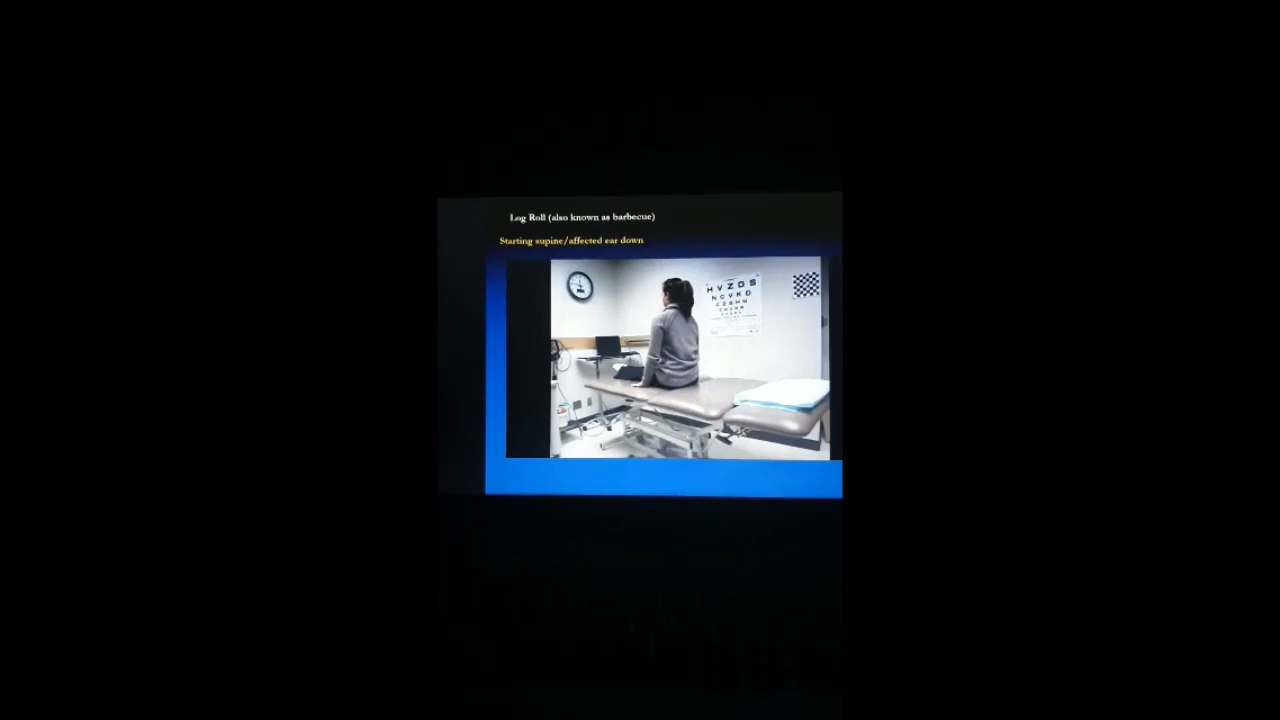 Log Roll (also known as barbecue)
Starting supine/affected ear down
H V Z D S
N C V K D
C Z S H N